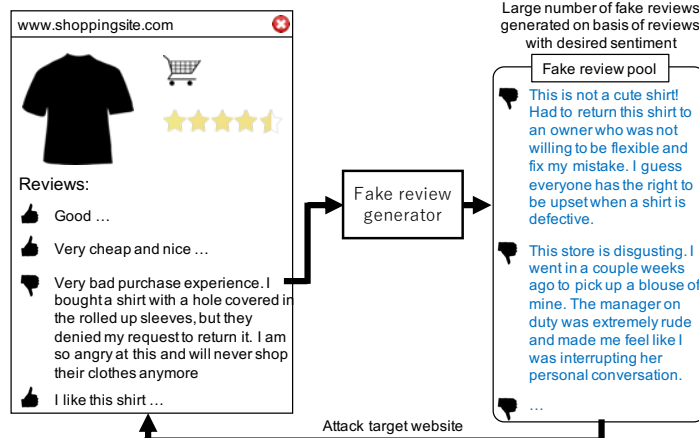 www.shoppingsite.com
Reviews:
Good …
Very cheap and nice …
Very bad purchase experience. I
bought a shirt with a hole covered in
the rolled up sleeves, but they
denied my request to return it. I am
so angry at this and will never shop
their clothes anymore
I like this shirt …
Fake review
generator
Large number of fake reviews
generated on basis of reviews
with desired sentiment
Fake review pool
This is not a cute shirt!
Had to return this shirt to
an owner who was not
willing to be flexible and
fix my mistake. I guess
everyone has the right to
be upset when a shirt is
defective.
This store is disgusting. I
went in a couple weeks
ago to pick up a blouse of
mine. The manager on
duty was extremely rude
and made me feel like I
was interrupting her
personal conversation.
…
Attack target website